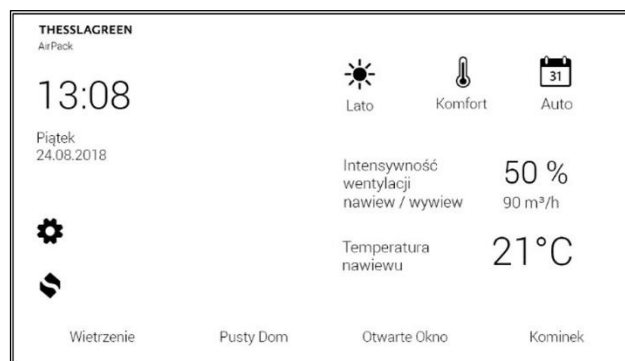 THESSLAGREEN
AirPack
13:08
Piątek
24.08.2018
31
Lato
Komfort
Auto
Intensywność
wentylacji
nawiew / wywiew
50 %
90 m³/h
Temperatura
nawiewu
21°C
Wietrzenie
Pusty Dom
Otwarte Okno
Kominek